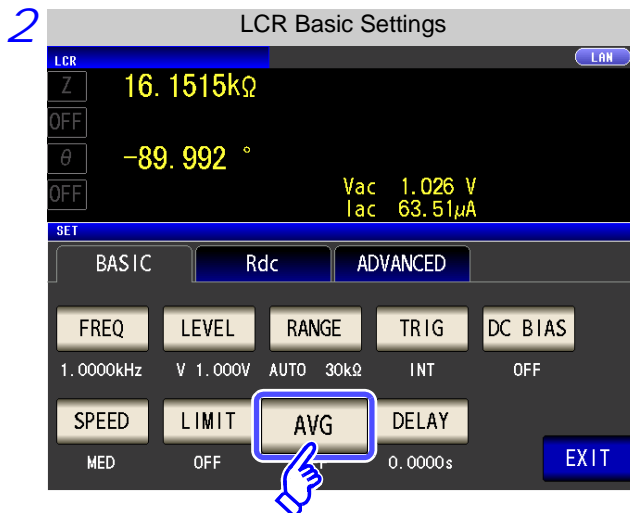 2
LCR Basic Settings
LCR LAN
Z 16.1515kΩ
OFF
θ -89.992 °
OFF
Vac 1.026 V
Iac 63.51µA
SET
BASIC Rdc ADVANCED
FREQ LEVEL RANGE TRIG DC BIAS
1.0000kHz V 1.000V AUTO 30kΩ INT OFF
SPEED LIMIT AVG DELAY
MED OFF 0.0000s EXIT